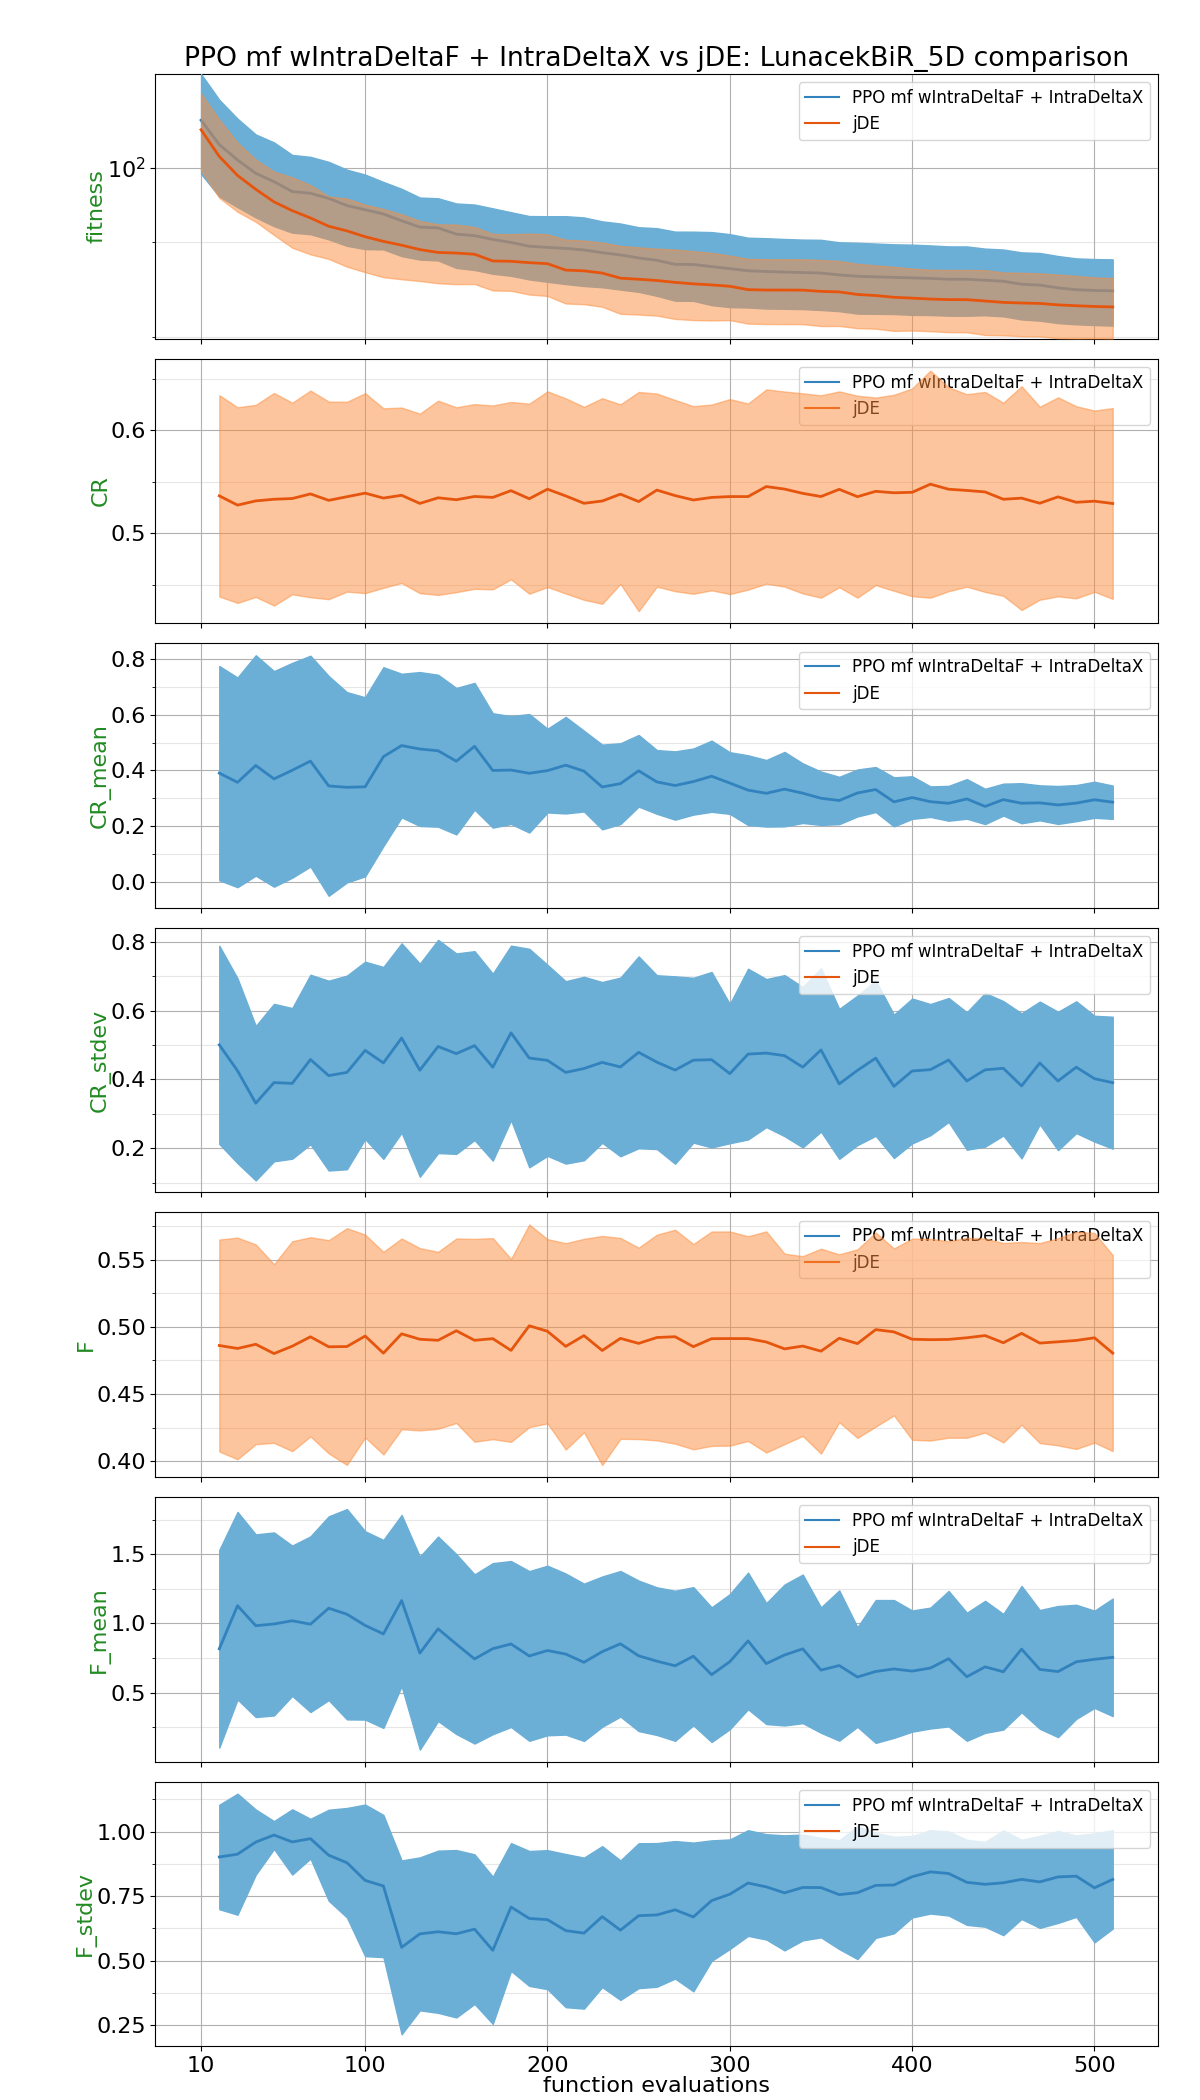 PPO mf wIntraDeltaF + IntraDeltaX vs jDE: LunacekBiR_5D comparison
PPO mf wIntraDeltaF + IntraDeltaX
jDE
10²
fitness
PPO mf wIntraDeltaF + IntraDeltaX
jDE
0.6
0.5
CR
PPO mf wIntraDeltaF + IntraDeltaX
jDE
0.8
0.6
0.4
0.2
0.0
CR_mean
PPO mf wIntraDeltaF + IntraDeltaX
jDE
0.8
0.6
0.4
0.2
CR_stdev
PPO mf wIntraDeltaF + IntraDeltaX
jDE
0.55
0.50
0.45
0.40
F
PPO mf wIntraDeltaF + IntraDeltaX
jDE
1.5
1.0
0.5
F_mean
PPO mf wIntraDeltaF + IntraDeltaX
jDE
1.00
0.75
0.50
0.25
F_stdev
10 100 200 300 400 500
function evaluations